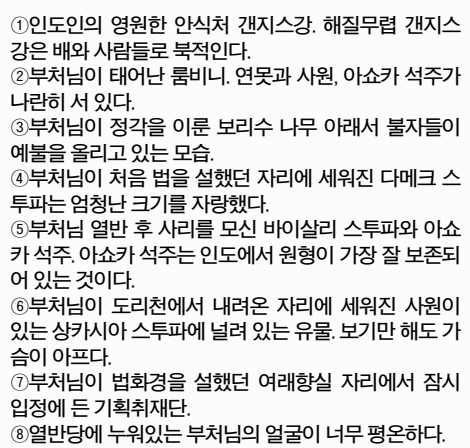 ①인도인의 영원한 안식처 갠지스강. 해질무렵 갠지스
강은 배와 사람들로 북적인다.
②부처님이 태어난 룸비니. 연못과 사원, 아쇼카 석주가
나란히 서 있다.
③부처님이 정각을 이룬 보리수 나무 아래서 불자들이
예불을 올리고 있는 모습.
④부처님이 처음 법을 설했던 자리에 세워진 다메크 스
투파는 엄청난 크기를 자랑했다.
⑤부처님 열반 후 사리를 모신 바이샬리 스투파와 아쇼
카 석주. 아쇼카 석주는 인도에서 원형이 가장 잘 보존되
어 있는 것이다.
⑥부처님이 도리천에서 내려온 자리에 세워진 사원이
있는 상카시아 스투파에 널려 있는 유물. 보기만 해도 가
슴이 아프다.
⑦부처님이 법화경을 설했던 여래향실 자리에서 잠시
입정에 든 기획취재단.
⑧열반당에 누워있는 부처님의 얼굴이 너무 평온하다.